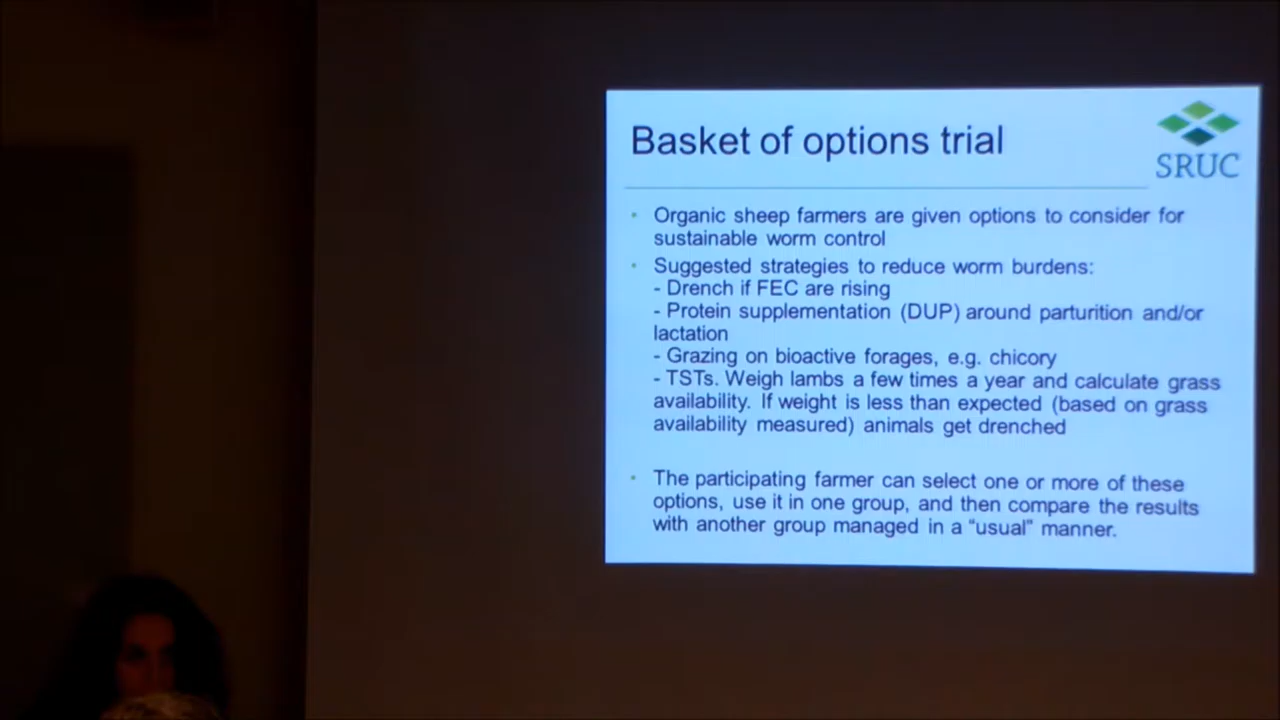 Basket of options trial
SRUC
• Organic sheep farmers are given options to consider for
sustainable worm control
• Suggested strategies to reduce worm burdens:
- Drench if FEC are rising
- Protein supplementation (DUP) around parturition and/or
lactation
- Grazing on bioactive forages, e.g. chicory
- TSTs. Weigh lambs a few times a year and calculate grass
availability. If weight is less than expected (based on grass
availability measured) animals get drenched
• The participating farmer can select one or more of these
options, use it in one group, and then compare the results
with another group managed in a “usual” manner.